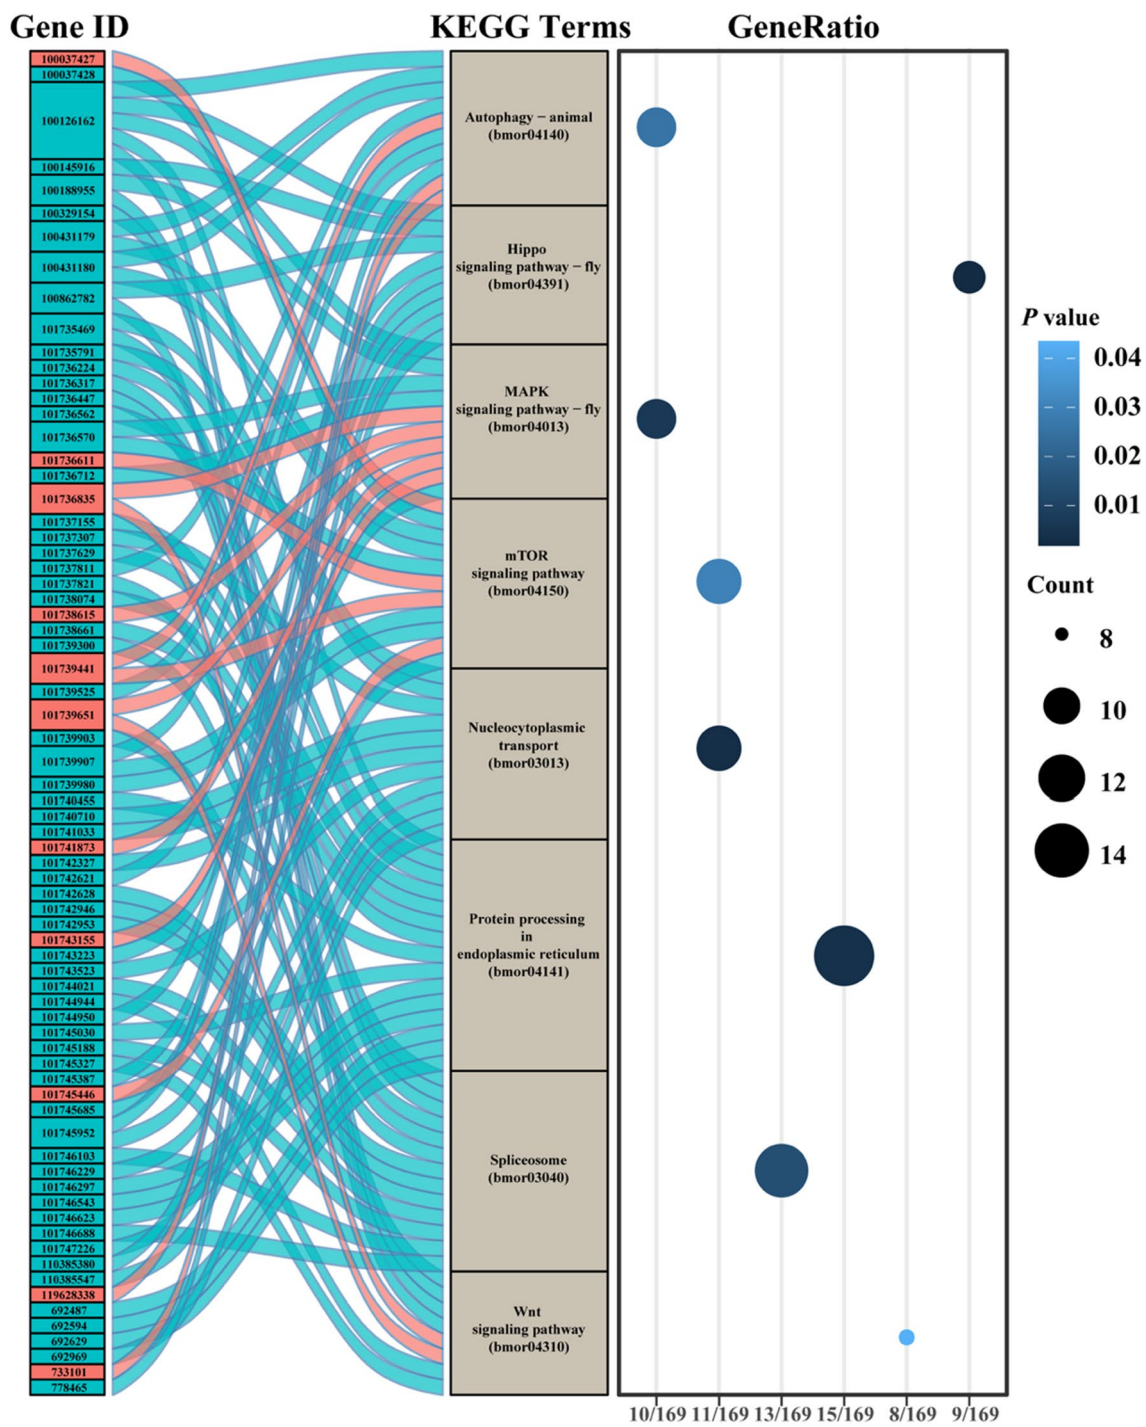 Gene ID
KEGG Terms
GeneRatio
100037427
100037428
100126162
100145916
100188955
100329154
100431179
100431180
100862782
101735469
101735791
101736224
101736317
101736447
101736562
101736570
101736611
101736712
101736835
101737155
101737307
101737629
101737811
101737821
101738074
101738615
101738661
101739300
101739441
101739525
101739651
101739903
101739907
101739980
101740455
101740710
101741033
101741873
101742327
101742621
101742628
101742946
101742953
101743155
101743223
101743523
101744021
101744944
101744950
101745030
101745188
101745327
101745387
101745446
101745685
101745952
101746103
101746229
101746297
101746543
101746623
101746688
101747226
110385380
110385547
119628338
692487
692594
692629
692969
733101
778465
Autophagy − animal
(bmor04140)
Hippo
signaling pathway − fly
(bmor04391)
MAPK
signaling pathway − fly
(bmor04013)
mTOR
signaling pathway
(bmor04150)
Nucleocytoplasmic
transport
(bmor03013)
Protein processing
in
endoplasmic reticulum
(bmor04141)
Spliceosome
(bmor03040)
Wnt
signaling pathway
(bmor04310)
10/169 11/169 13/169 15/169 8/169 9/169
P value
0.04
0.03
0.02
0.01
Count
8
10
12
14